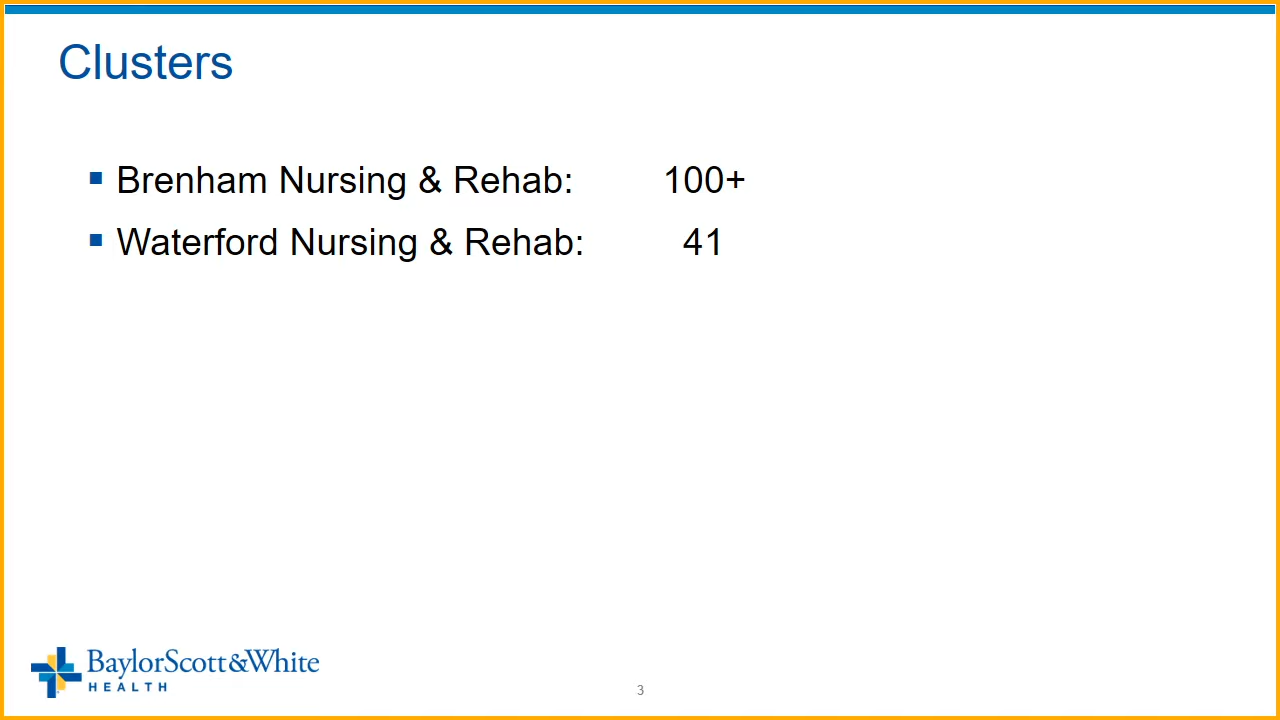 Clusters
▪ Brenham Nursing & Rehab: 100+
▪ Waterford Nursing & Rehab: 41
BaylorScott&White
HEALTH
3